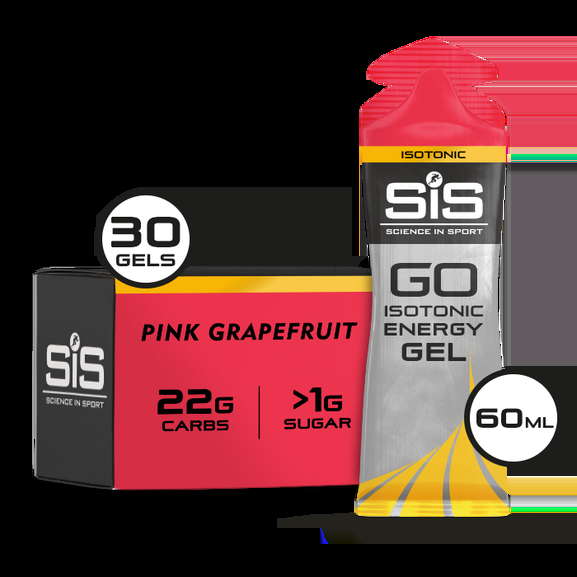 30
GELS
SiS
SCIENCE IN SPORT
PINK GRAPEFRUIT
22G
CARBS
>1G
SUGAR
ISOTONIC
SiS
SCIENCE IN SPORT
GO
ISOTONIC
ENERGY
GEL
60ML